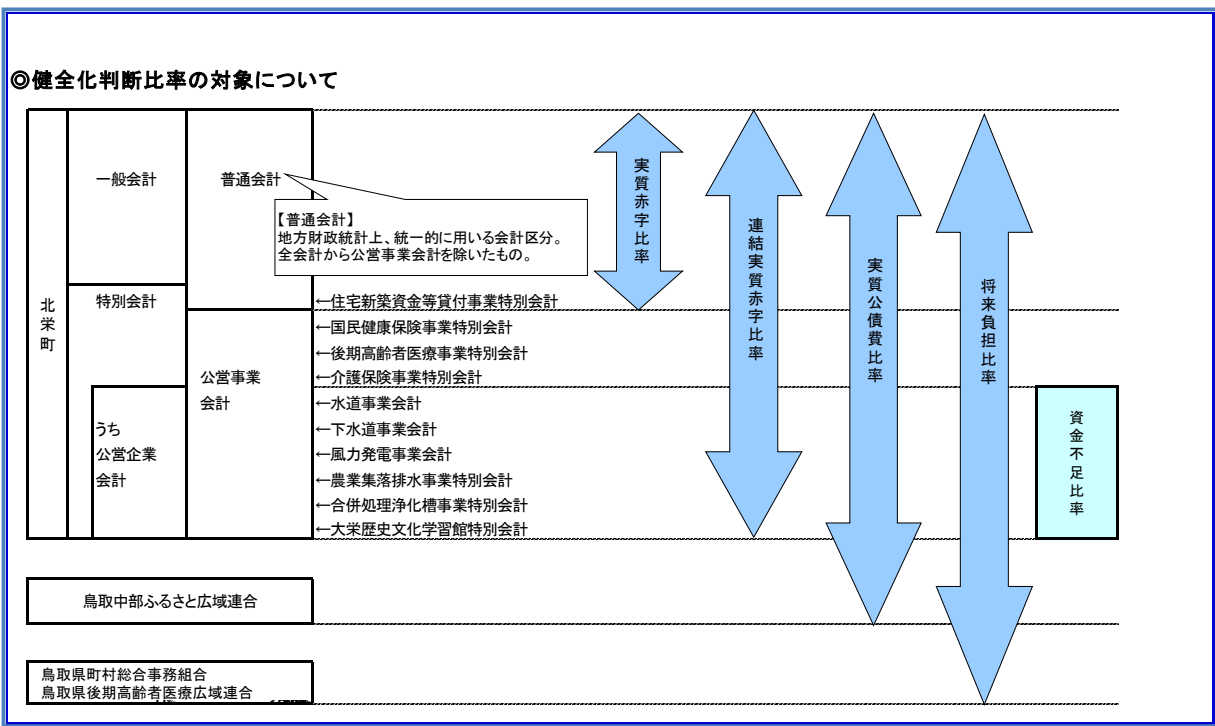 ◎健全化判断比率の対象について
北栄町
一般会計
普通会計
【普通会計】
地方財政統計上、統一的に用いる会計区分。
全会計から公営事業会計を除いたもの。
特別会計
うち
公営企業
会計
公営事業
会計
←住宅新築資金等貸付事業特別会計
←国民健康保険事業特別会計
←後期高齢者医療事業特別会計
←介護保険事業特別会計
←水道事業会計
←下水道事業会計
←風力発電事業会計
←農業集落排水事業特別会計
←合併処理浄化槽事業特別会計
←大栄歴史文化学習館特別会計
実質赤字比率
連結実質赤字比率
実質公債費比率
将来負担比率
資金不足比率
鳥取中部ふるさと広域連合
鳥取県町村総合事務組合
鳥取県後期高齢者医療広域連合